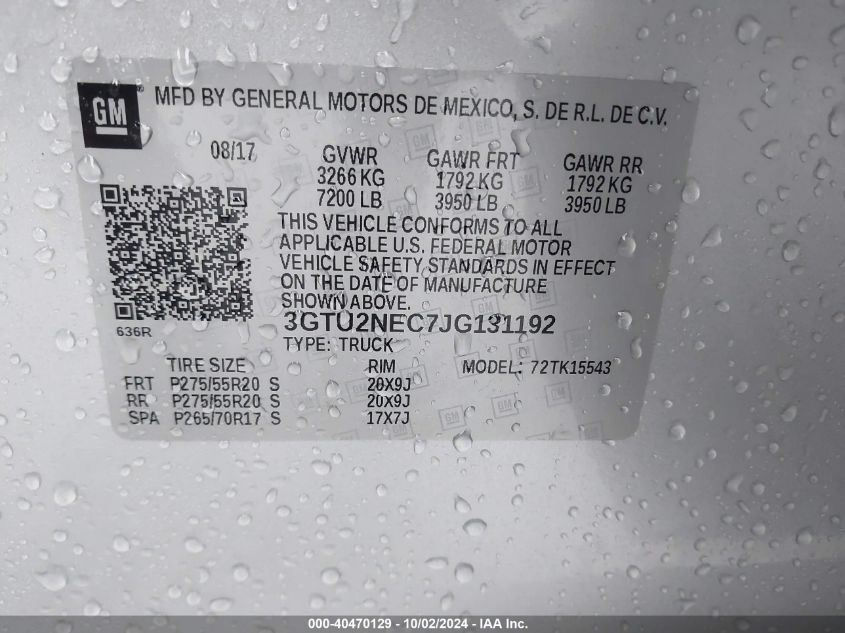 GM
MFD BY GENERAL MOTORS DE MEXICO, S. DE R.L. DE C.V.
08/17
GVWR GAWR FRT GAWR RR
3266 KG 1792 KG 1792 KG
7200 LB 3950 LB 3950 LB
THIS VEHICLE CONFORMS TO ALL
APPLICABLE U.S. FEDERAL MOTOR
VEHICLE SAFETY STANDARDS IN EFFECT
ON THE DATE OF MANUFACTURE
SHOWN ABOVE.
3GTU2NEC7JG131192
636R
TYPE: TRUCK
TIRE SIZE RIM MODEL: 72TK15543
FRT P275/55R20 S 20X9J
RR P275/55R20 S 20X9J
SPA P265/70R17 S 17X7J
000-40470129 - 10/02/2024 - IAA Inc.